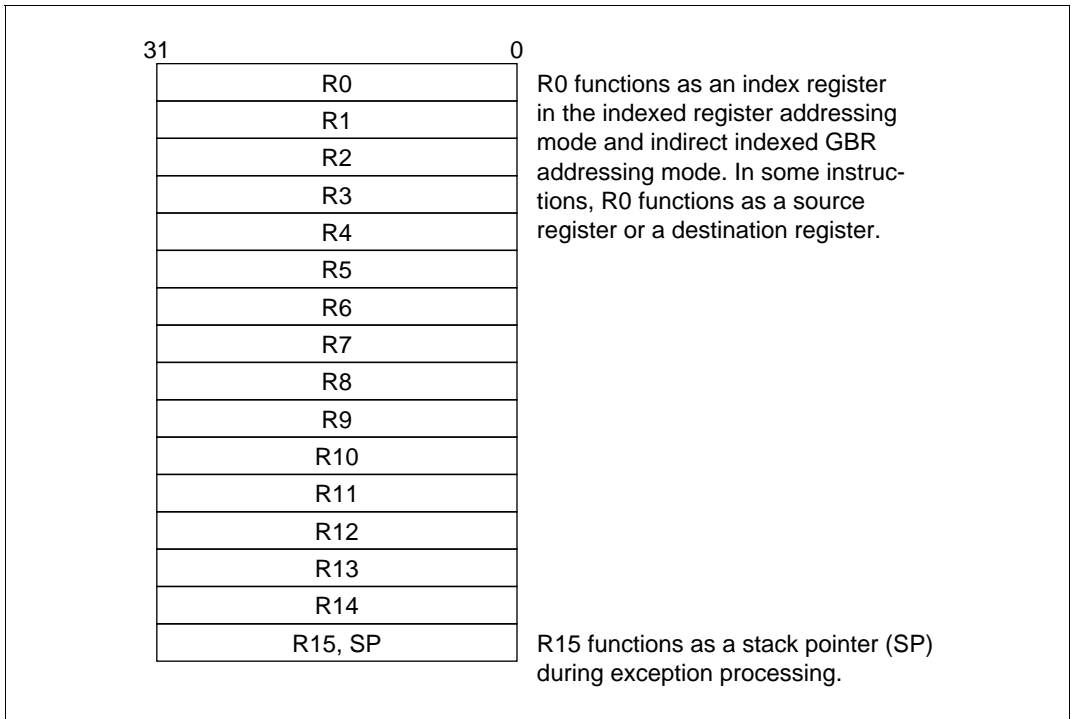 31 0
R0
R0 functions as an index register
in the indexed register addressing
mode and indirect indexed GBR
addressing mode. In some instruc-
tions, R0 functions as a source
register or a destination register.
R1
R2
R3
R4
R5
R6
R7
R8
R9
R10
R11
R12
R13
R14
R15, SP
R15 functions as a stack pointer (SP)
during exception processing.